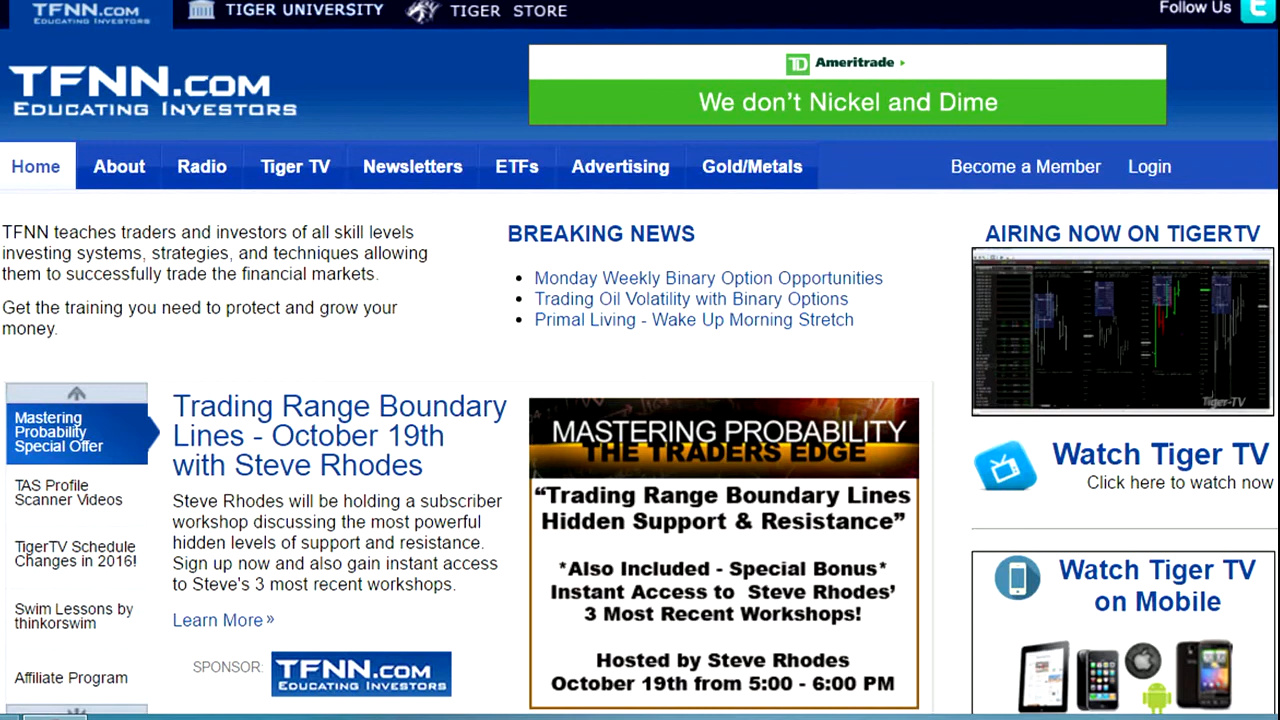 TFNN.COM
EDUCATING INVESTORS
TIGER UNIVERSITY
TIGER STORE
Follow Us
TFNN.COM
EDUCATING INVESTORS
TD Ameritrade
We don't Nickel and Dime
Home
About
Radio
Tiger TV
Newsletters
ETFs
Advertising
Gold/Metals
Become a Member
Login
TFNN teaches traders and investors of all skill levels
investing systems, strategies, and techniques allowing
them to successfully trade the financial markets.
Get the training you need to protect and grow your
money.
BREAKING NEWS
Monday Weekly Binary Option Opportunities
Trading Oil Volatility with Binary Options
Primal Living - Wake Up Morning Stretch
AIRING NOW ON TIGERTV
Tiger-TV
Watch Tiger TV
Click here to watch now
Watch Tiger TV
on Mobile
Mastering
Probability
Special Offer
TAS Profile
Scanner Videos
TigerTV Schedule
Changes in 2016!
Swim Lessons by
thinkorswim
Affiliate Program
Trading Range Boundary
Lines - October 19th
with Steve Rhodes
Steve Rhodes will be holding a subscriber
workshop discussing the most powerful
hidden levels of support and resistance.
Sign up now and also gain instant access
to Steve's 3 most recent workshops.
Learn More »
SPONSOR:
TFNN.COM
EDUCATING INVESTORS
MASTERING PROBABILITY
THE TRADERS EDGE
“Trading Range Boundary Lines
Hidden Support & Resistance”
*Also Included - Special Bonus*
Instant Access to Steve Rhodes’
3 Most Recent Workshops!
Hosted by Steve Rhodes
October 19th from 5:00 - 6:00 PM